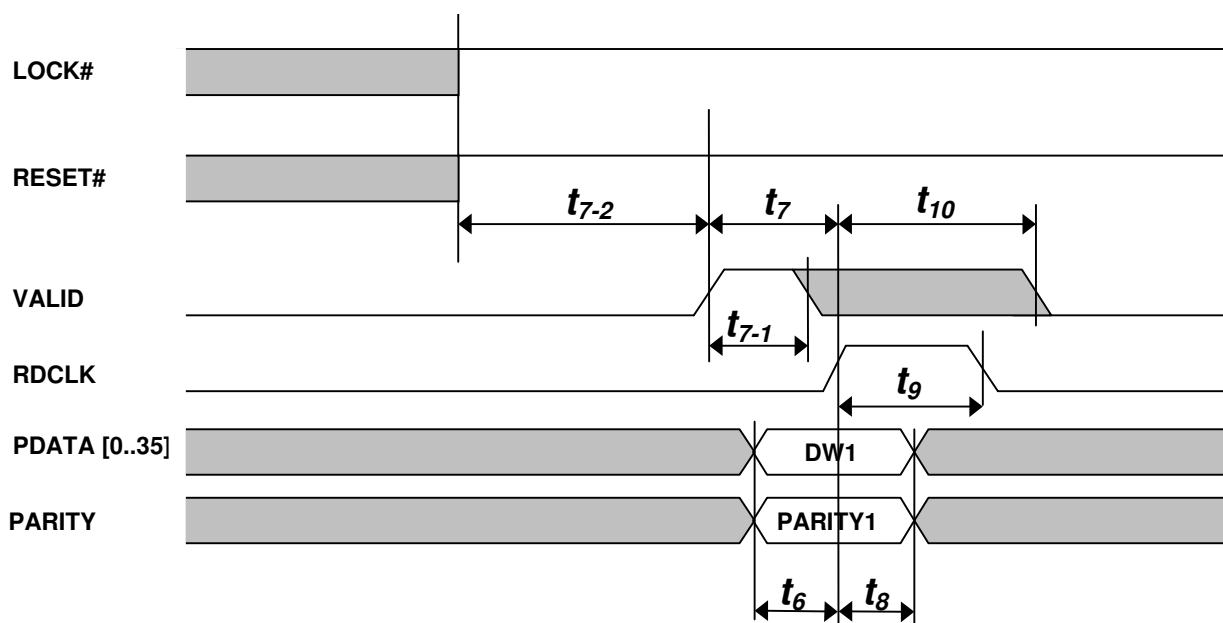 LOCK#
RESET#
t7-2
t7
t10
VALID
t7-1
RDCLK
t9
PDATA [0..35]
DW1
PARITY
PARITY1
t6
t8